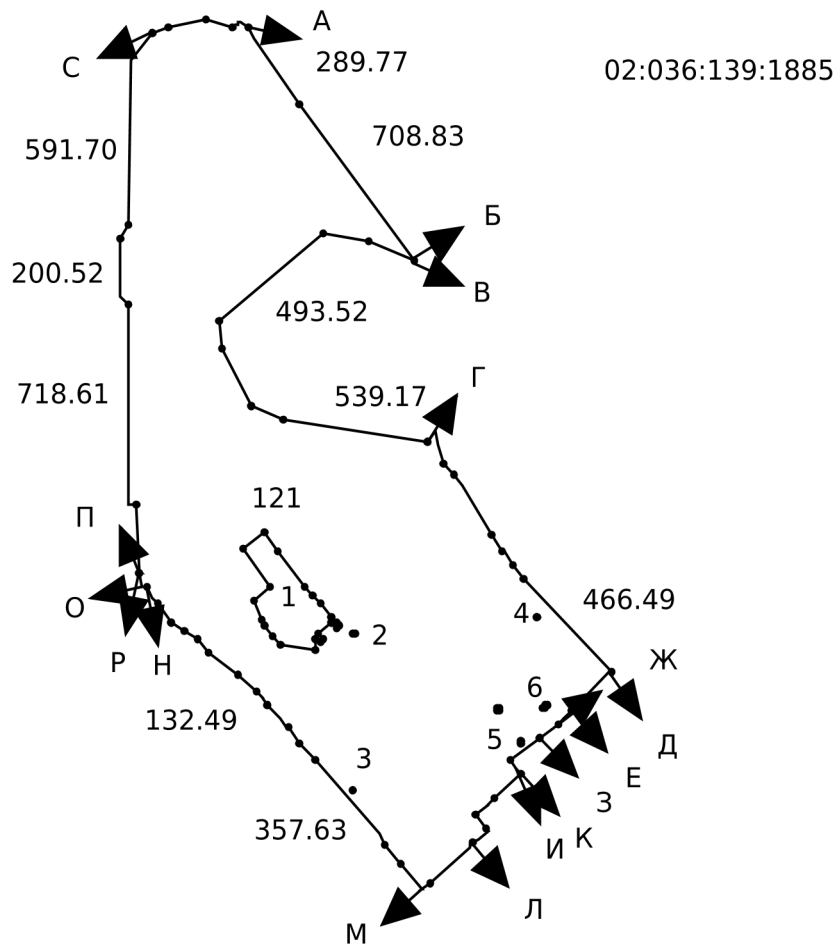 А
С
289.77
02:036:139:1885
708.83
591.70
Б
200.52
В
493.52
Г
539.17
718.61
121
П
1
466.49
О
4
2
Р
Н
Ж
6
132.49
5
Д
3
Е
З
357.63
И
К
Л
М